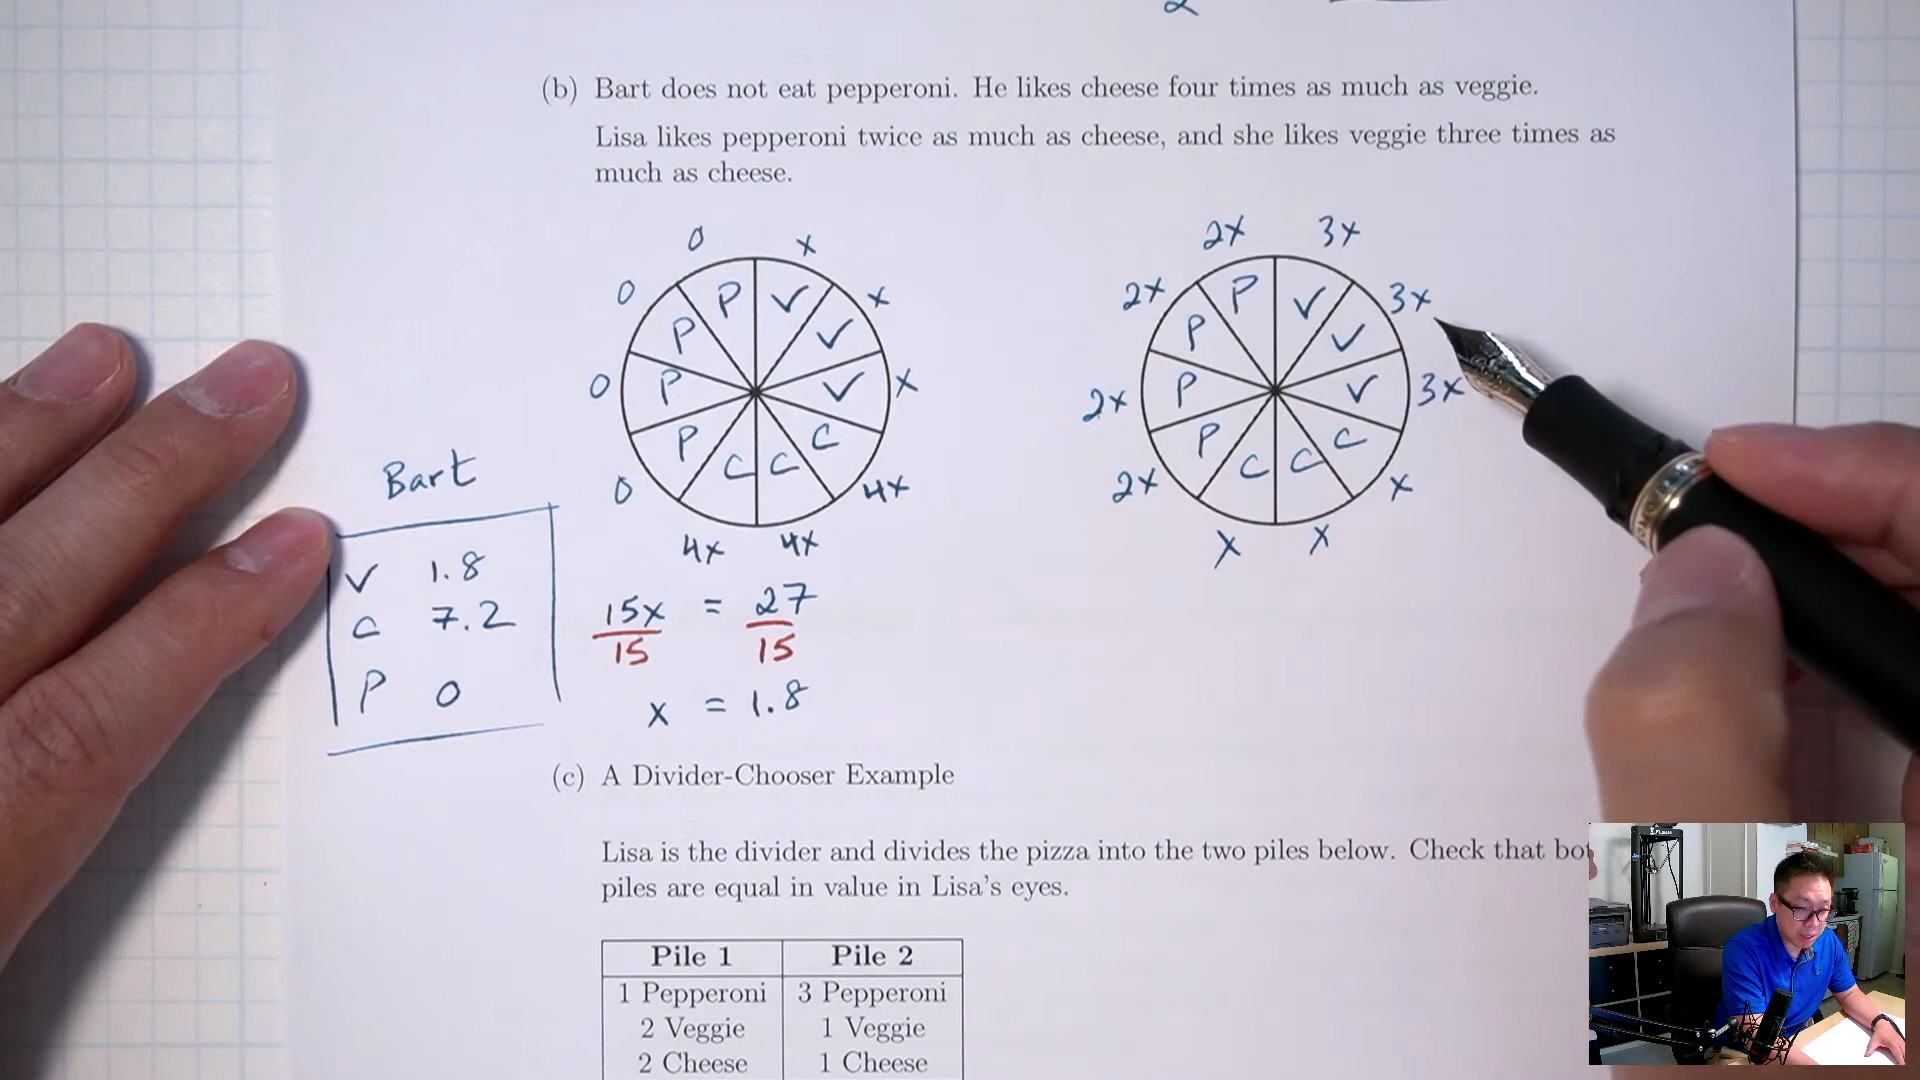 2
(b) Bart does not eat pepperoni. He likes cheese four times as much as veggie.
Lisa likes pepperoni twice as much as cheese, and she likes veggie three times as
much as cheese.
0 x 2x 3x
0 x 2x 3x
P V P V
P V P V
0 P V x 2x P V 3x
P C P C
C C C C
0 4x 2x x
4x 4x x x
Bart
V 1.8
C 7.2
P 0
15x = 27
15 15
x = 1.8
(c) A Divider-Chooser Example
Lisa is the divider and divides the pizza into the two piles below. Check that
piles are equal in value in Lisa's eyes.
Pile 1 Pile 2
1 Pepperoni 3 Pepperoni
2 Veggie 1 Veggie
2 Cheese 1 Cheese